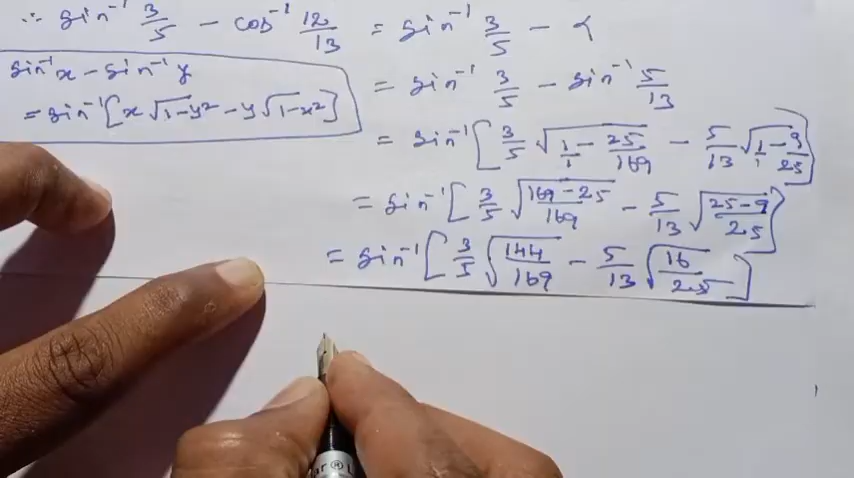 ∴ sin⁻¹ 3/5 - cos⁻¹ 12/13 = sin⁻¹ 3/5 - α
sin⁻¹x - sin⁻¹y
= sin⁻¹[x √(1-y²) - y √(1-x²)]
= sin⁻¹ 3/5 - sin⁻¹ 5/13
= sin⁻¹ [3/5 √(1/1 - 25/169) - 5/13 √(1/1 - 9/25)]
= sin⁻¹ [3/5 √((169-25)/169) - 5/13 √((25-9)/25)]
= sin⁻¹ [3/5 √(144/169) - 5/13 √(16/25)]